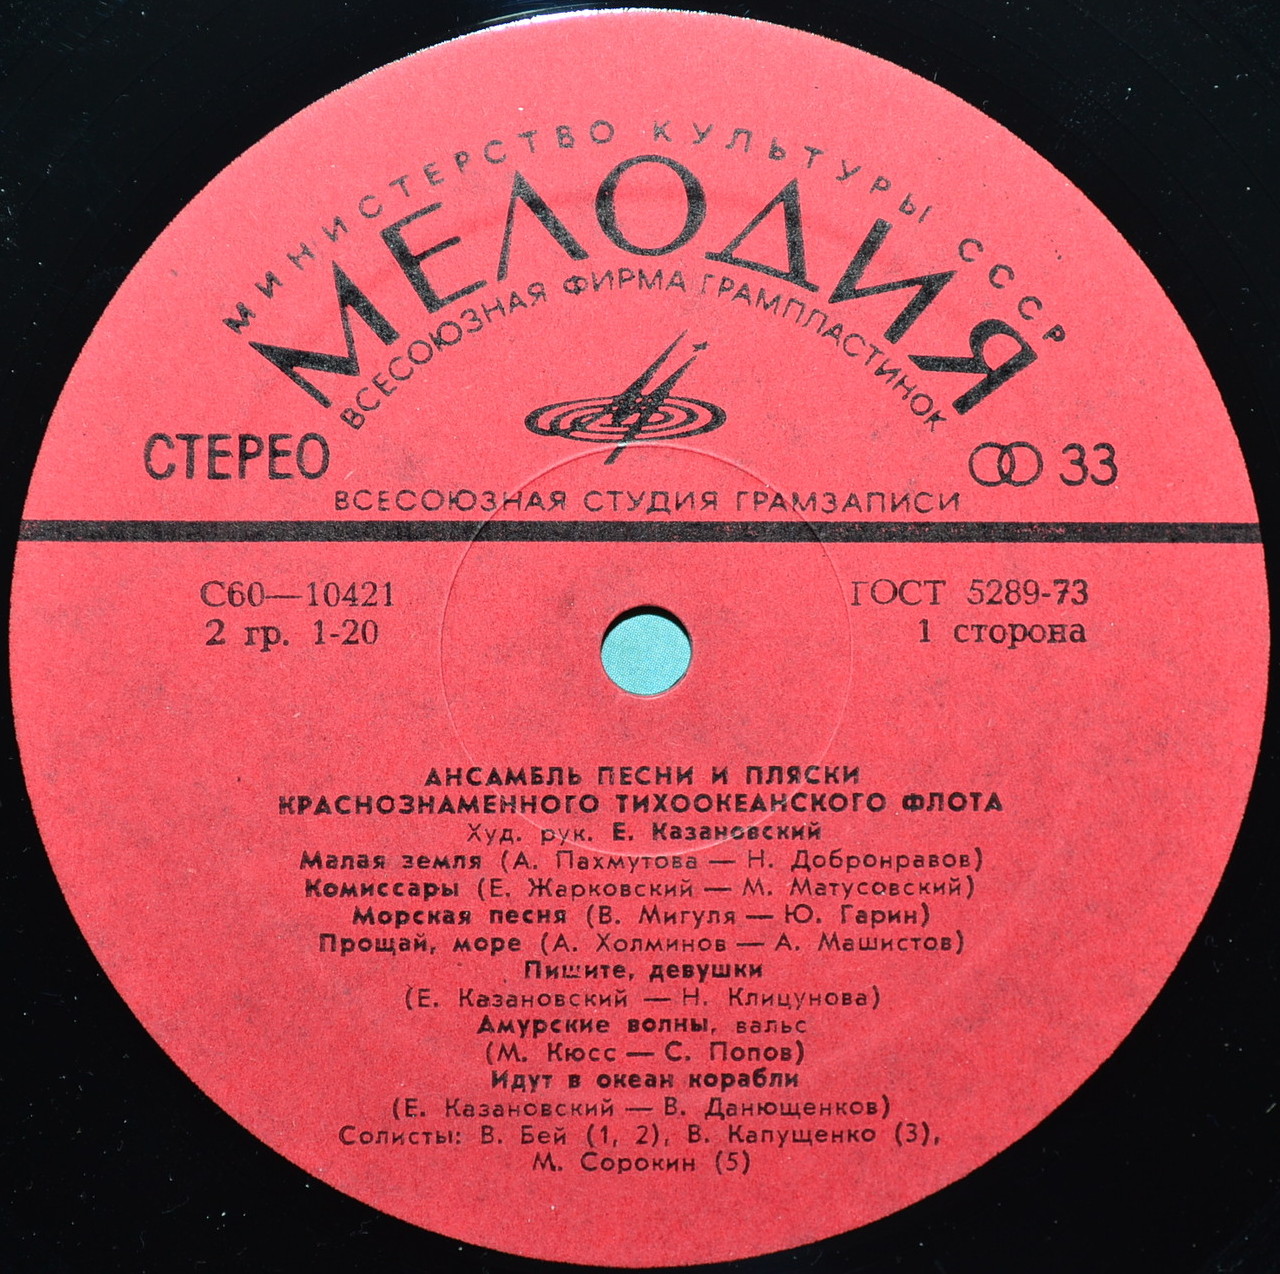 МИНИСТЕРСТВО КУЛЬТУРЫ СССР
МЕЛОДИЯ
ВСЕСОЮЗНАЯ ФИРМА ГРАМПЛАСТИНОК
СТЕРЕО
33
ВСЕСОЮЗНАЯ СТУДИЯ ГРАМЗАПИСИ
С60—10421
ГОСТ 5289-73
2 гр. 1-20
1 сторона
АНСАМБЛЬ ПЕСНИ И ПЛЯСКИ
КРАСНОЗНАМЕННОГО ТИХООКЕАНСКОГО ФЛОТА
Худ. рук. Е. Казановский
Малая земля (А. Пахмутова — Н. Добронравов)
Комиссары (Е. Жарковский — М. Матусовский)
Морская песня (В. Мигуля — Ю. Гарин)
Прощай, море (А. Холминов — А. Машистов)
Пишите, девушки
(Е. Казановский — Н. Клицунова)
Амурские волны, вальс
(М. Кюсс — С. Попов)
Идут в океан корабли
(Е. Казановский — В. Данющенков)
Солисты: В. Бей (1, 2), В. Капущенко (3),
М. Сорокин (5)